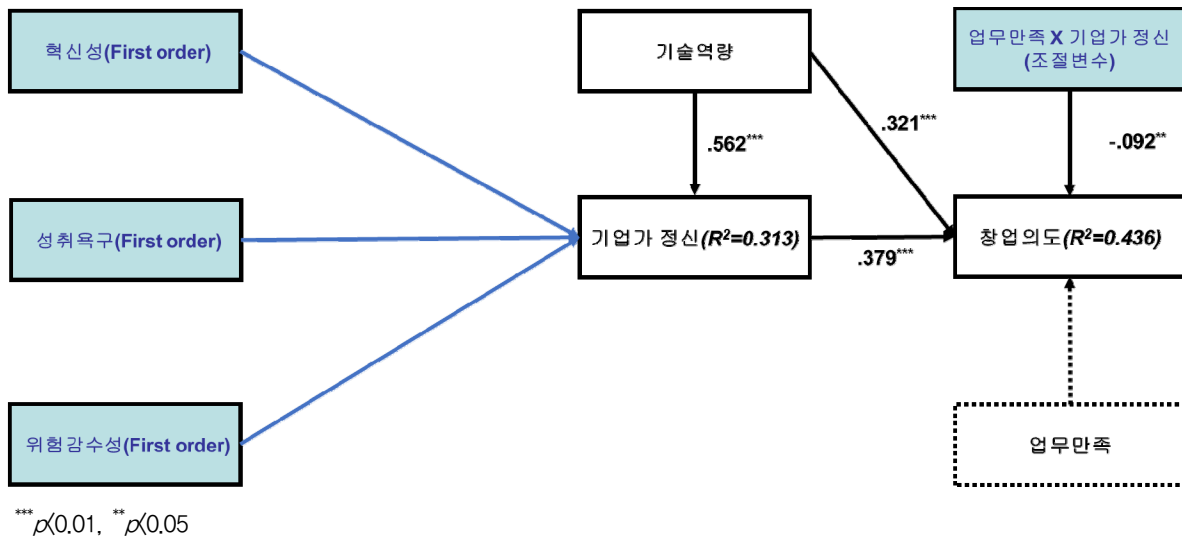 혁신성(First order)
기술역량
업무만족 X 기업가 정신
(조절변수)
.562***
.321***
-.092**
성취욕구(First order)
기업가 정신(R²=0.313)
.379***
창업의도(R²=0.436)
위험감수성(First order)
업무만족
***p<0.01, **p<0.05